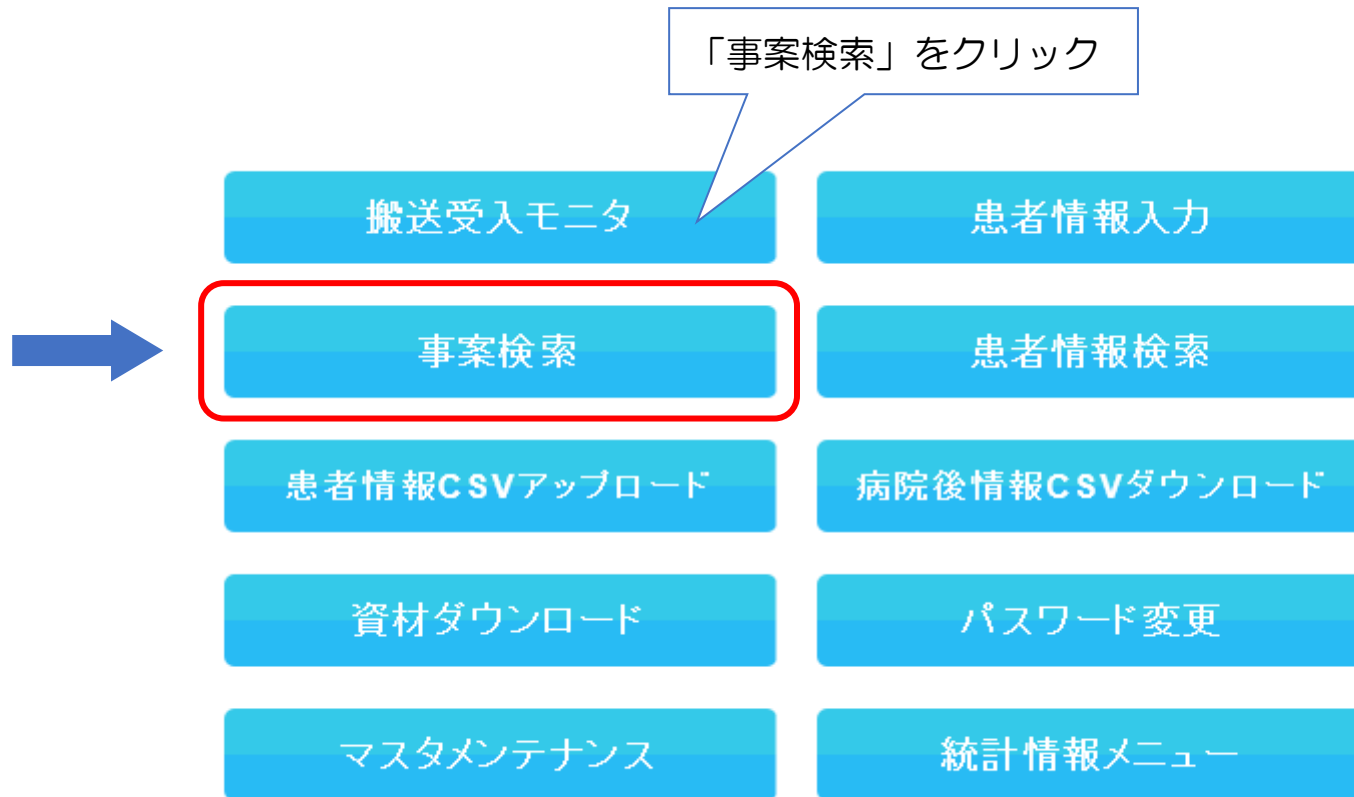 「事案検索」をクリック
搬送受入モニタ
患者情報入力
事案検索
患者情報検索
患者情報CSVアップロード
病院後情報CSVダウンロード
資材ダウンロード
パスワード変更
マスタメンテナンス
統計情報メニュー